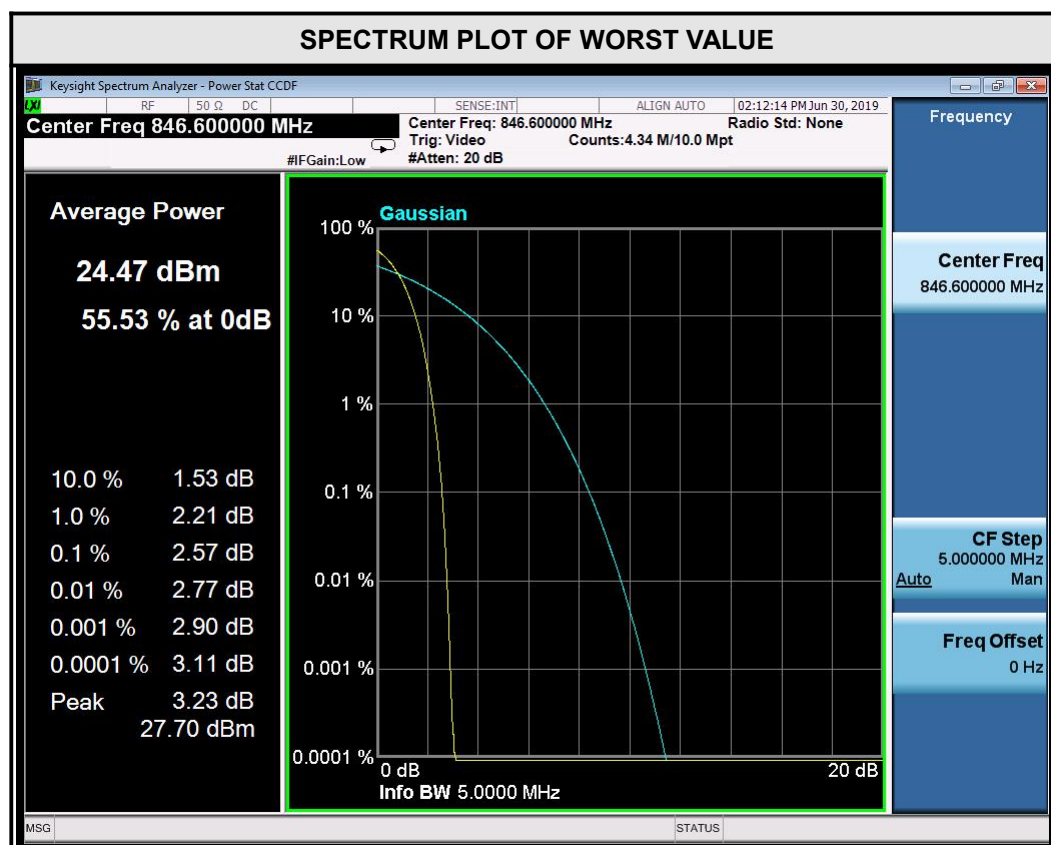 SPECTRUM PLOT OF WORST VALUE
Keysight Spectrum Analyzer - Power Stat CCDF
LXI RF 50 Ω DC SENSE:INT ALIGN AUTO 02:12:14 PM Jun 30, 2019
Center Freq 846.600000 MHz
Center Freq: 846.600000 MHz Radio Std: None
Trig: Video Counts:4.34 M/10.0 Mpt
#IFGain:Low #Atten: 20 dB
Average Power
24.47 dBm
55.53 % at 0dB
10.0 % 1.53 dB
1.0 % 2.21 dB
0.1 % 2.57 dB
0.01 % 2.77 dB
0.001 % 2.90 dB
0.0001 % 3.11 dB
Peak 3.23 dB
27.70 dBm
Gaussian
100 %
10 %
1 %
0.1 %
0.01 %
0.001 %
0.0001 %
0 dB 20 dB
Info BW 5.0000 MHz
Frequency
Center Freq
846.600000 MHz
CF Step
5.000000 MHz
Auto Man
Freq Offset
0 Hz
MSG STATUS